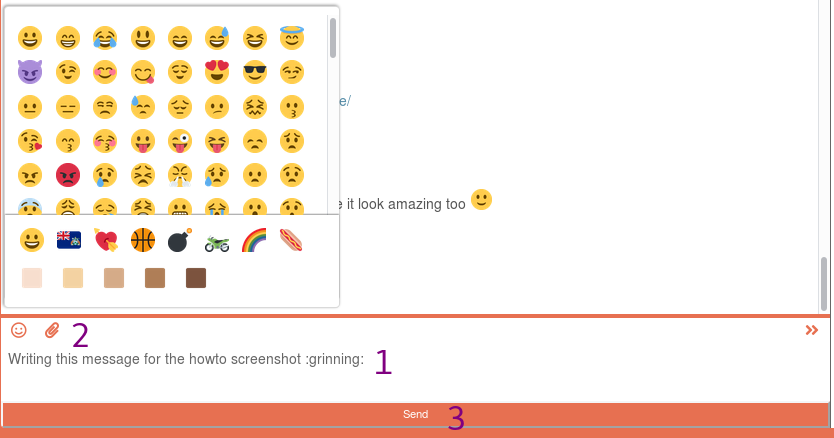 e/
e it look amazing too
2
Writing this message for the howto screenshot :grinning: 1
Send 3